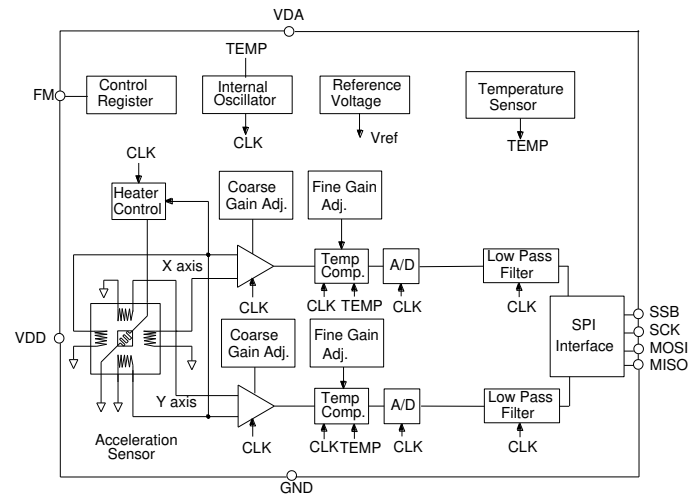 VDA
TEMP
FM
Control
Register
Internal
Oscillator
Reference
Voltage
Temperature
Sensor
CLK
Vref
TEMP
CLK
Heater
Control
Coarse
Gain Adj.
Fine Gain
Adj.
X axis
Temp
Comp.
A/D
Low Pass
Filter
CLK
CLK
TEMP
CLK
CLK
VDD
Coarse
Gain Adj.
Fine Gain
Adj.
SPI
Interface
SSB
SCK
MOSI
MISO
Y axis
Temp
Comp.
A/D
Low Pass
Filter
CLK
CLK
TEMP
CLK
CLK
Acceleration
Sensor
GND